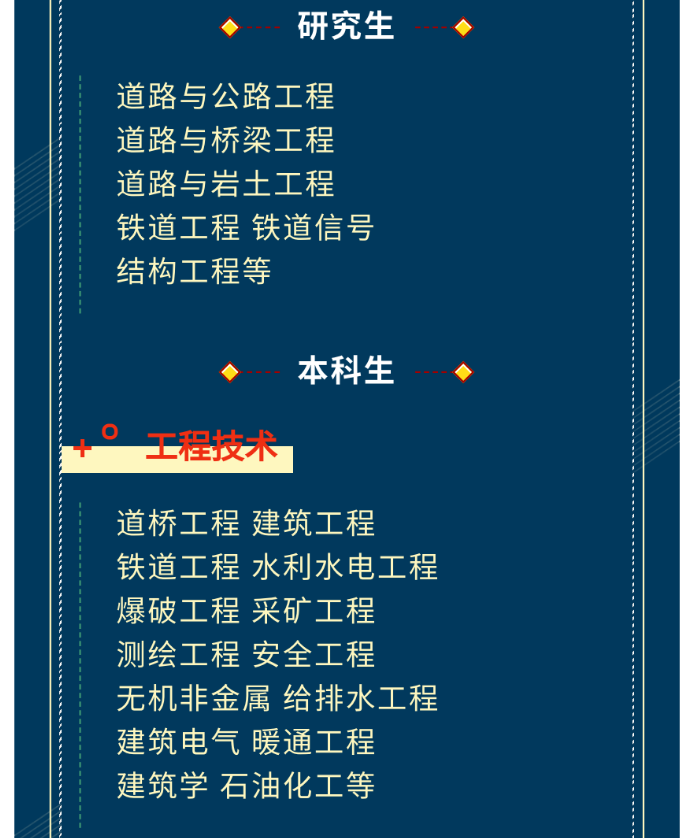 研究生
道路与公路工程
道路与桥梁工程
道路与岩土工程
铁道工程 铁道信号
结构工程等
本科生
工程技术
道桥工程 建筑工程
铁道工程 水利水电工程
爆破工程 采矿工程
测绘工程 安全工程
无机非金属 给排水工程
建筑电气 暖通工程
建筑学 石油化工等